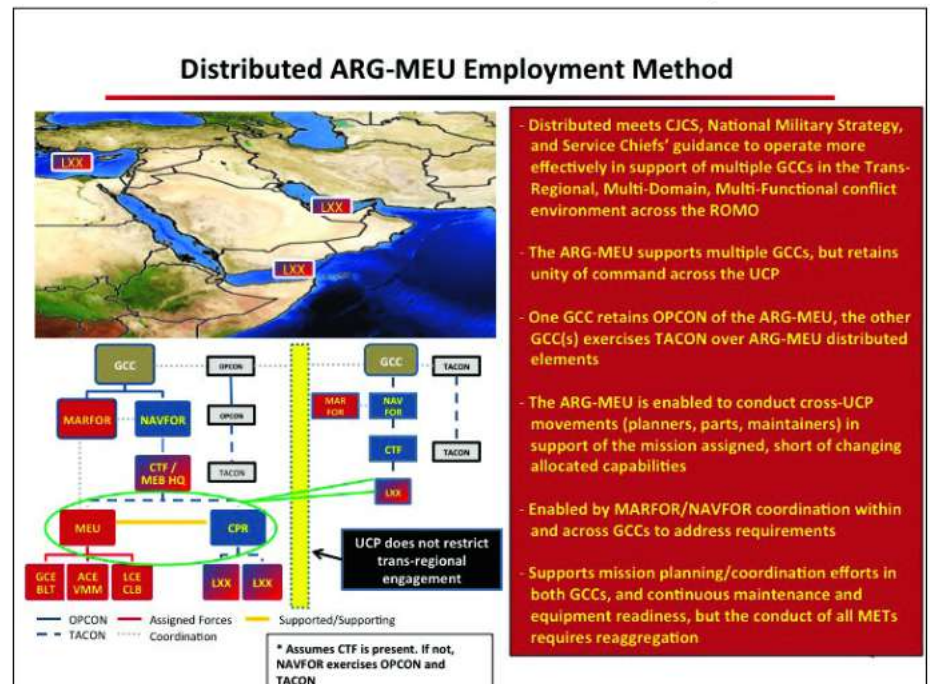 Distributed ARG-MEU Employment Method
LXX
LXX
LXX
- Distributed meets CJCS, National Military Strategy,
and Service Chiefs' guidance to operate more
effectively in support of multiple GCCs in the Trans-
Regional, Multi-Domain, Multi-Functional conflict
environment across the ROMO
- The ARG-MEU supports multiple GCCs, but retains
unity of command across the UCP
- One GCC retains OPCON of the ARG-MEU, the other
GCC(s) exercises TACON over ARG-MEU distributed
elements
- The ARG-MEU is enabled to conduct cross-UCP
movements (planners, parts, maintainers) in
support of the mission assigned, short of changing
allocated capabilities
- Enabled by MARFOR/NAVFOR coordination within
and across GCCs to address requirements
- Supports mission planning/coordination efforts in
both GCCs, and continuous maintenance and
equipment readiness, but the conduct of all METs
requires reaggregation
GCC
OPCON
MARFOR
NAVFOR
OPCON
CTF /
MEB HQ
TACON
MEU
CPR
GCE
BLT
ACE
VMM
LCE
CLB
LXX
LXX
GCC
TACON
MAR
FOR
NAV
FOR
CTF
TACON
LXX
UCP does not restrict
trans-regional
engagement
OPCON
Assigned Forces
Supported/Supporting
TACON
Coordination
* Assumes CTF is present. If not,
NAVFOR exercises OPCON and
TACON